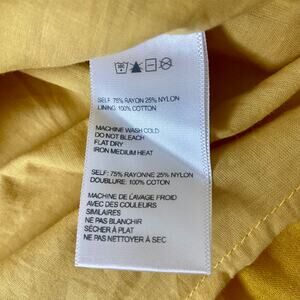 SELF: 75% RAYON 25% NYLON
LINING: 100% COTTON
MACHINE WASH COLD
DO NOT BLEACH
FLAT DRY
IRON MEDIUM HEAT
SELF: 75% RAYONNE 25% NYLON
DOUBLURE: 100% COTON
MACHINE DE LAVAGE FROID
AVEC DES COULEURS
SIMILAIRES
NE PAS BLANCHIR
SÉCHER À PLAT
NE PAS NETTOYER À SEC